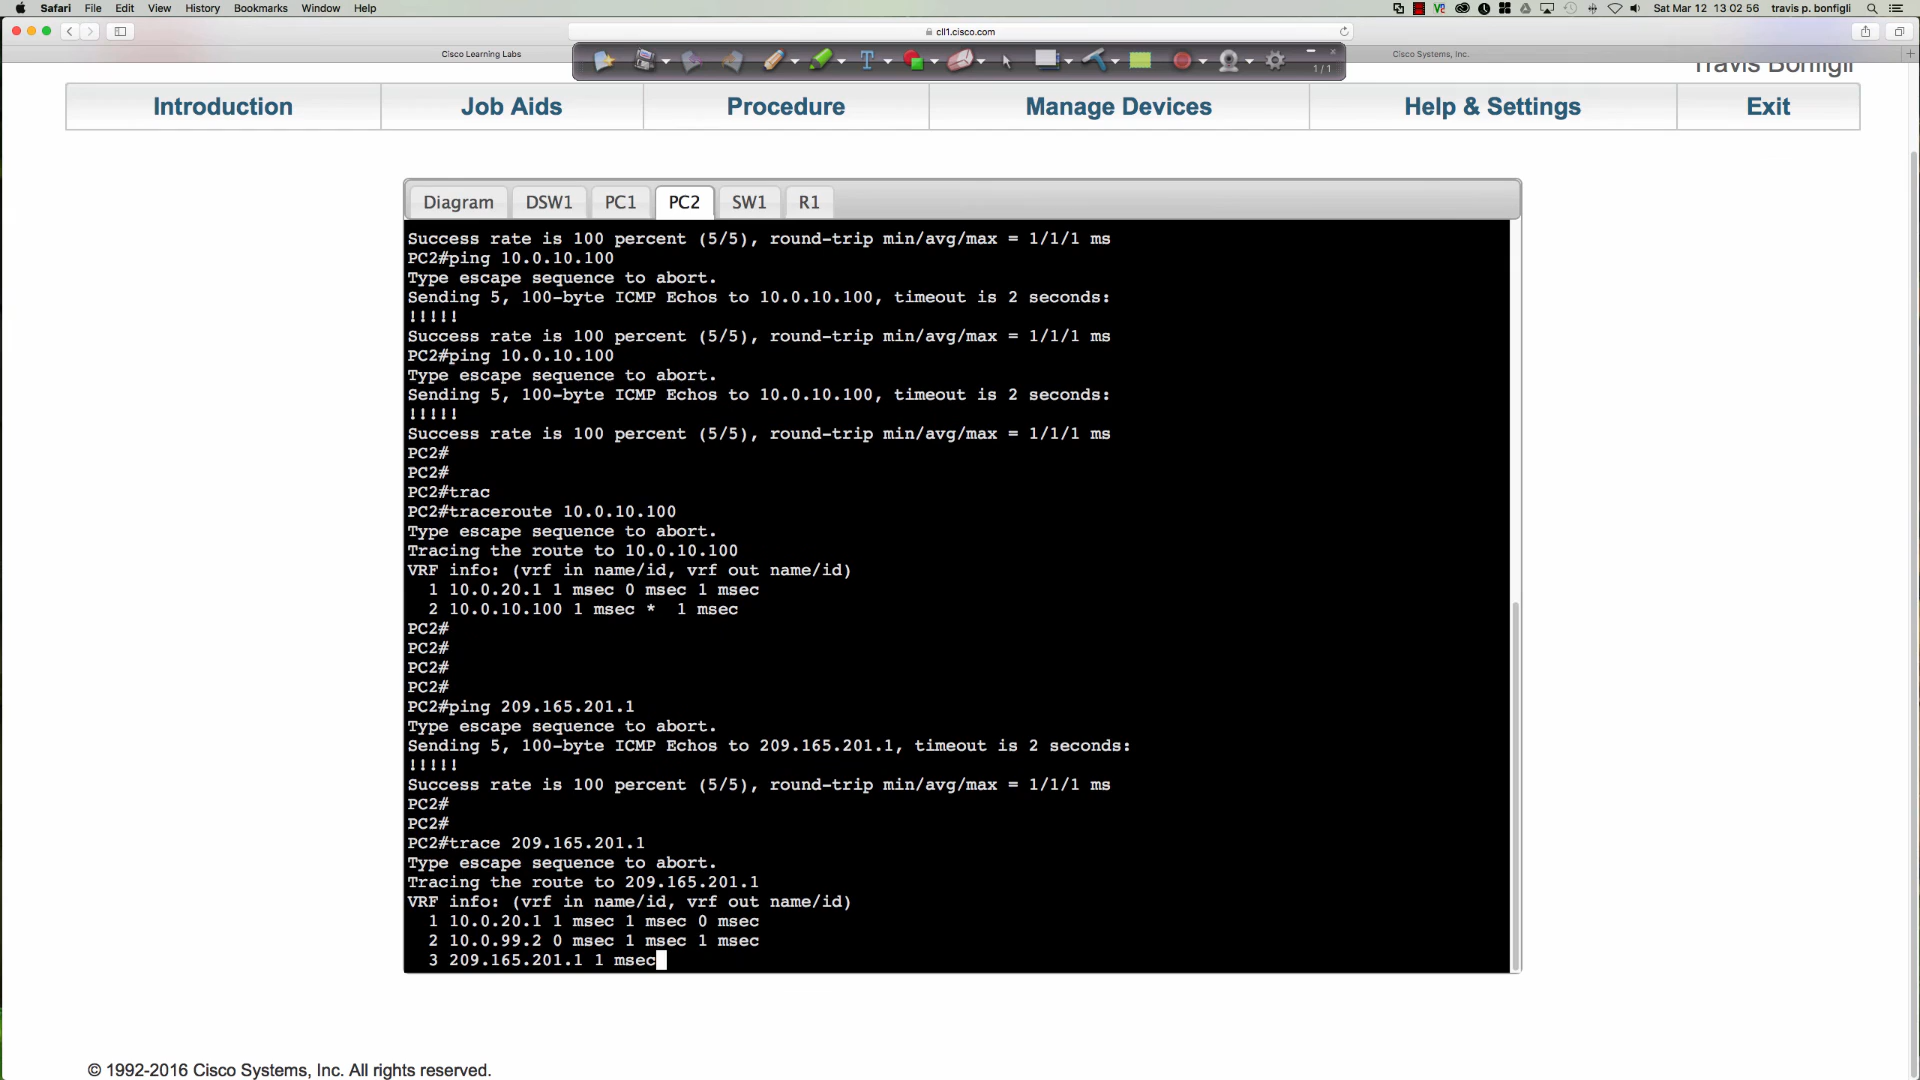 Safari File Edit View History Bookmarks Window Help Sat Mar 12 13 02 56 travis p. bonfigli
cll1.cisco.com
Cisco Learning Labs
Cisco Systems, Inc.
1/1
Travis Bonfigli
Introduction Job Aids Procedure Manage Devices Help & Settings Exit
Diagram DSW1 PC1 PC2 SW1 R1
Success rate is 100 percent (5/5), round-trip min/avg/max = 1/1/1 ms
PC2#ping 10.0.10.100
Type escape sequence to abort.
Sending 5, 100-byte ICMP Echos to 10.0.10.100, timeout is 2 seconds:
!!!!!
Success rate is 100 percent (5/5), round-trip min/avg/max = 1/1/1 ms
PC2#ping 10.0.10.100
Type escape sequence to abort.
Sending 5, 100-byte ICMP Echos to 10.0.10.100, timeout is 2 seconds:
!!!!!
Success rate is 100 percent (5/5), round-trip min/avg/max = 1/1/1 ms
PC2#
PC2#
PC2#trac
PC2#traceroute 10.0.10.100
Type escape sequence to abort.
Tracing the route to 10.0.10.100
VRF info: (vrf in name/id, vrf out name/id)
1 10.0.20.1 1 msec 0 msec 1 msec
2 10.0.10.100 1 msec * 1 msec
PC2#
PC2#
PC2#
PC2#
PC2#ping 209.165.201.1
Type escape sequence to abort.
Sending 5, 100-byte ICMP Echos to 209.165.201.1, timeout is 2 seconds:
!!!!!
Success rate is 100 percent (5/5), round-trip min/avg/max = 1/1/1 ms
PC2#
PC2#
PC2#trace 209.165.201.1
Type escape sequence to abort.
Tracing the route to 209.165.201.1
VRF info: (vrf in name/id, vrf out name/id)
1 10.0.20.1 1 msec 1 msec 0 msec
2 10.0.99.2 0 msec 1 msec 1 msec
3 209.165.201.1 1 msec
© 1992-2016 Cisco Systems, Inc. All rights reserved.